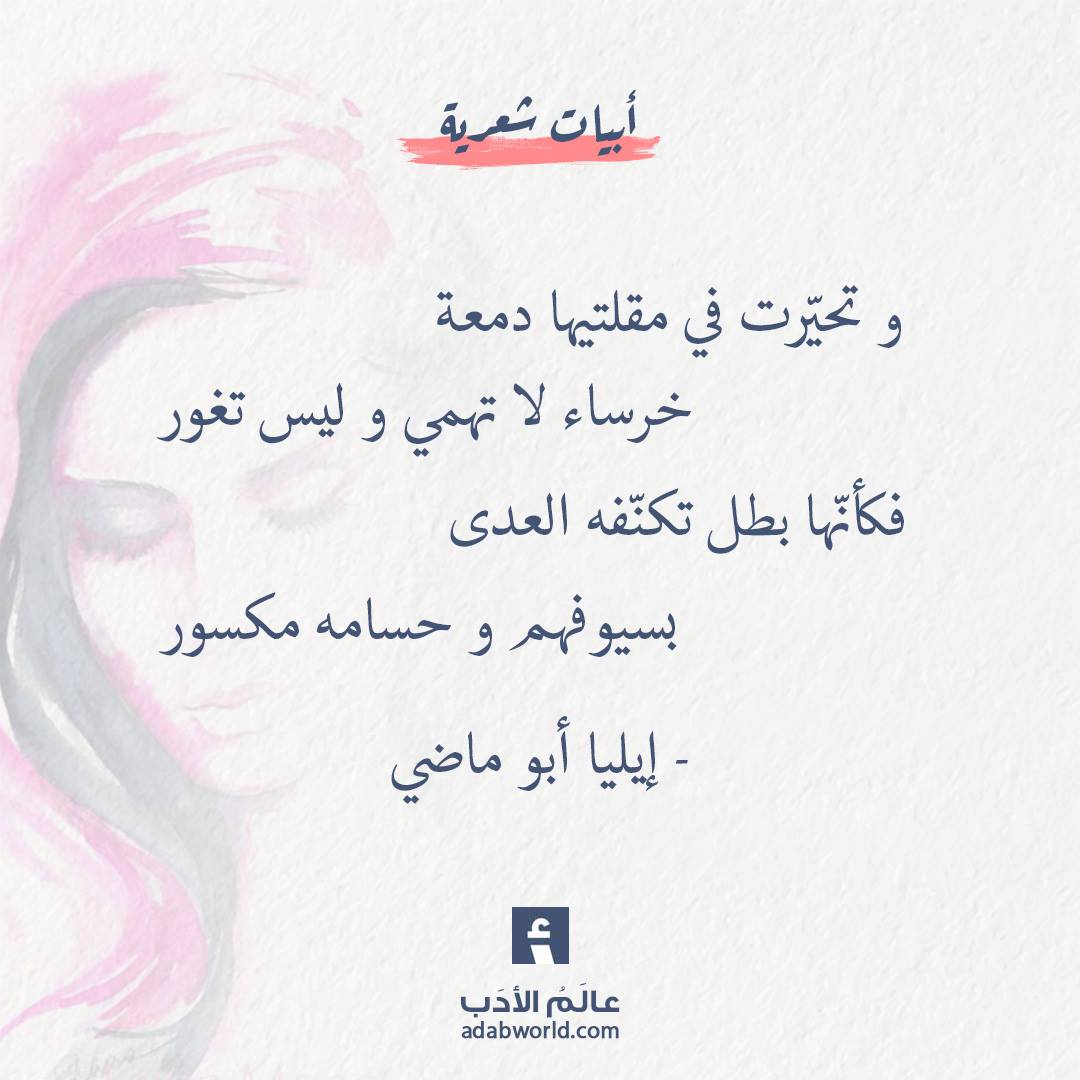 أبيات شعرية
و تحيّرت في مقلتيها دمعة
خرساء لا تهمي و ليس تغور
فكأنّها بطل تكنّفه العدى
بسيوفهم و حسامه مكسور
- إيليا أبو ماضي
أ
عالَمُ الأدَب
adabworld.com